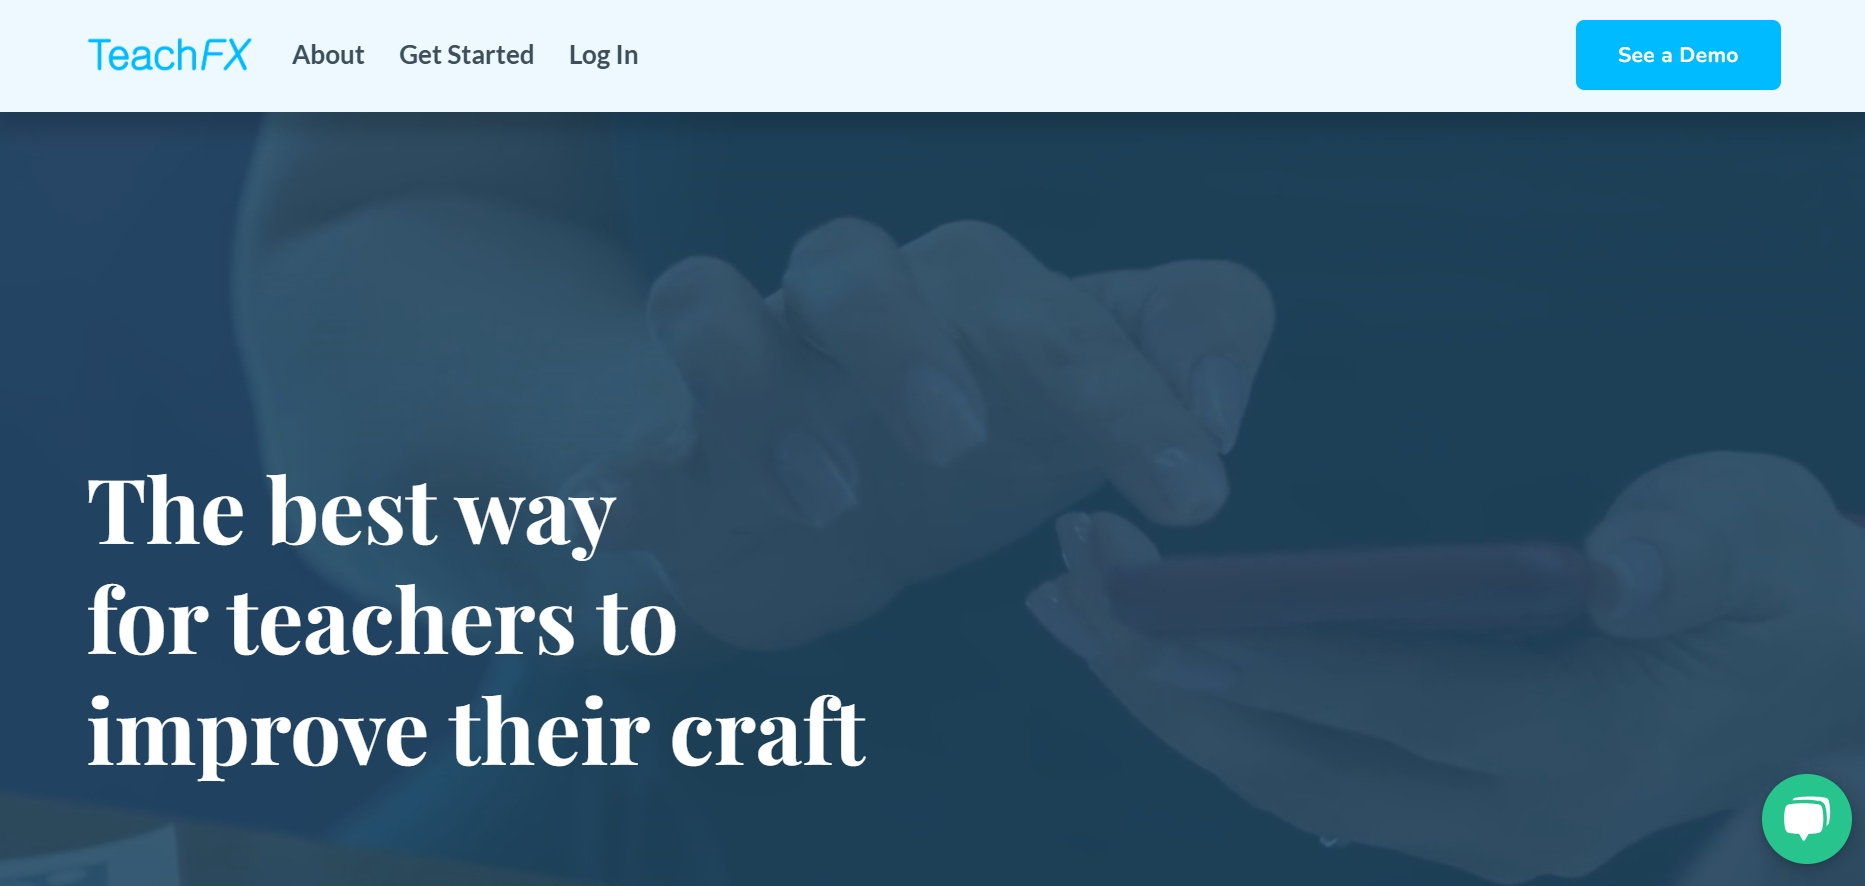 TeachFX About Get Started Log In See a Demo
The best way
for teachers to
improve their craft